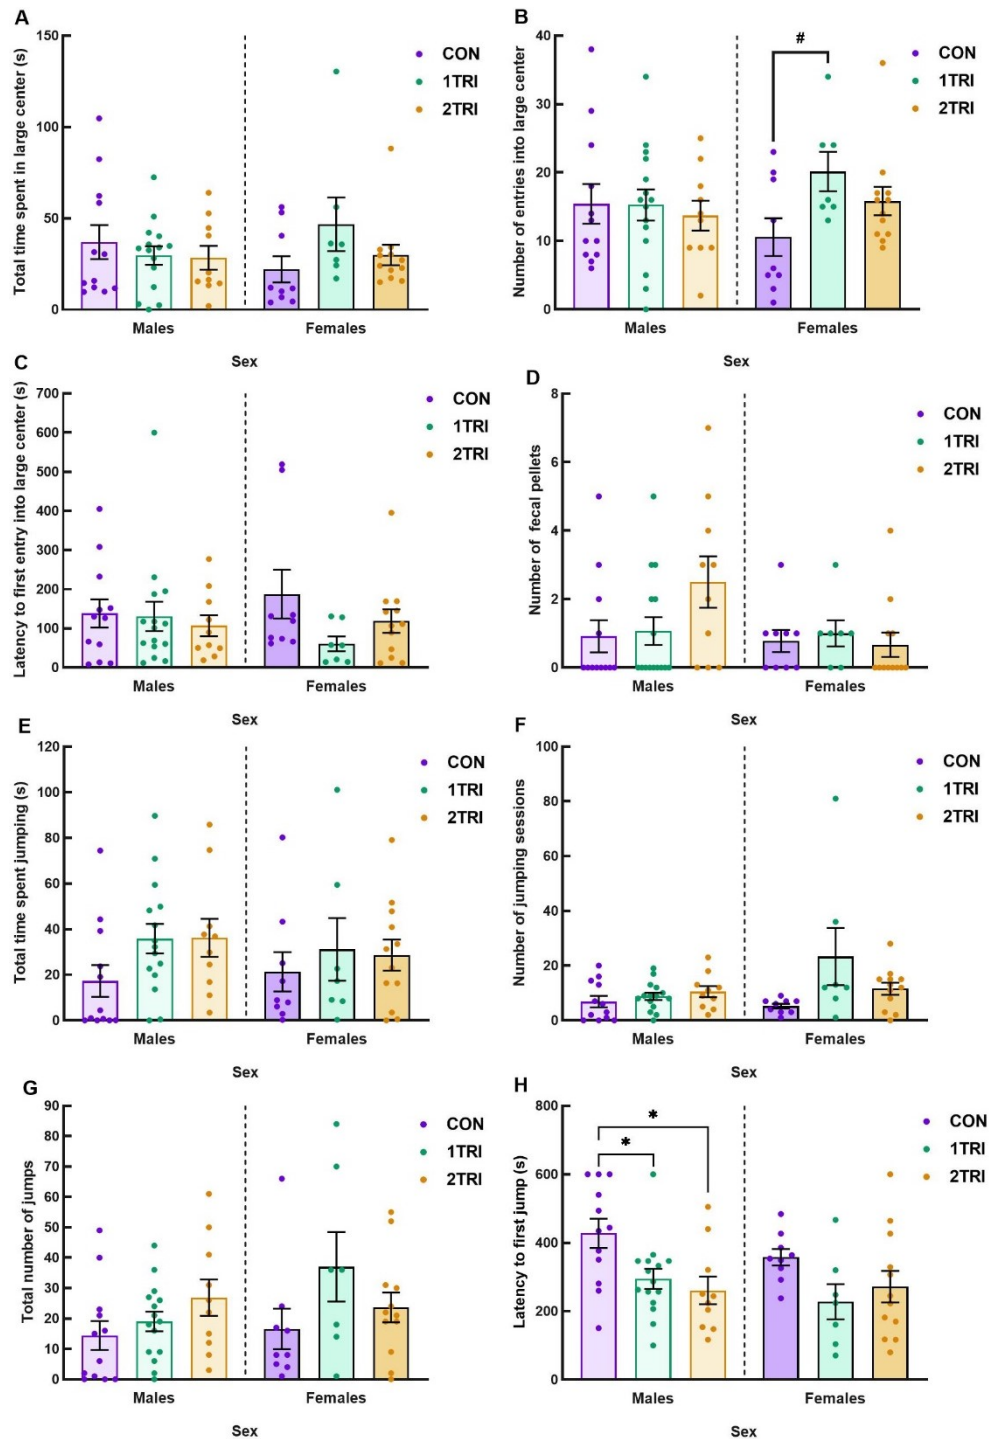 A
Total time spent in large center (s)
150
100
50
0
Males
Females
Sex
CON
1TRI
2TRI
B
Number of entries into large center
40
30
20
10
0
#
Males
Females
Sex
CON
1TRI
2TRI
C
Latency to first entry into large center (s)
700
600
500
400
300
200
100
0
Males
Females
Sex
CON
1TRI
2TRI
D
Number of fecal pellets
8
6
4
2
0
Males
Females
Sex
CON
1TRI
2TRI
E
Total time spent jumping (s)
120
100
80
60
40
20
0
Males
Females
Sex
CON
1TRI
2TRI
F
Number of jumping sessions
100
80
60
40
20
0
Males
Females
Sex
CON
1TRI
2TRI
G
Total number of jumps
90
80
70
60
50
40
30
20
10
0
Males
Females
Sex
CON
1TRI
2TRI
H
Latency to first jump (s)
800
600
400
200
0
*
*
Males
Females
Sex
CON
1TRI
2TRI